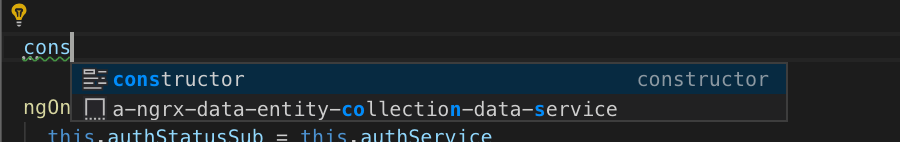 cons
constructor constructor
a-ngrx-data-entity-collection-data-service
ngOn
this.authStatusSub = this.authService